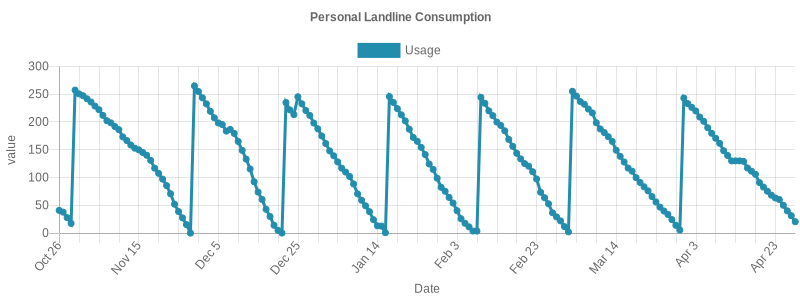 Personal Landline Consumption
Usage
300
250
200
150
100
50
0
value
Oct 26
Nov 15
Dec 5
Dec 25
Jan 14
Feb 3
Feb 23
Mar 14
Apr 3
Apr 23
Date